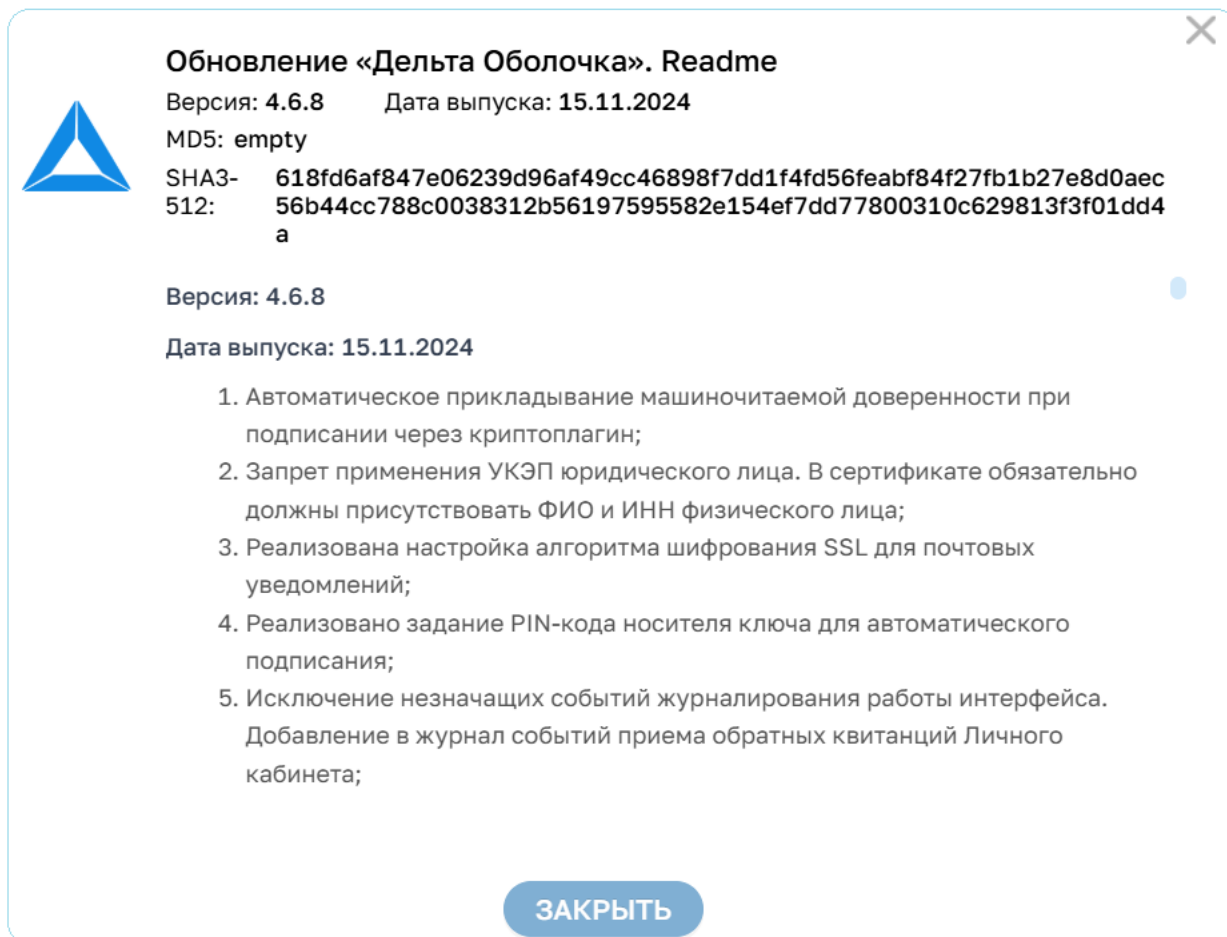 Обновление «Дельта Оболочка». Readme
Версия: 4.6.8 Дата выпуска: 15.11.2024
MD5: empty
SHA3-
512:
618fd6af847e06239d96af49cc46898f7dd1f4fd56feabf84f27fb1b27e8d0aec
56b44cc788c0038312b56197595582e154ef7dd77800310c629813f3f01dd4
a
Версия: 4.6.8
Дата выпуска: 15.11.2024
1. Автоматическое прикладывание машиночитаемой доверенности при
подписании через криптоплагин;
2. Запрет применения УКЭП юридического лица. В сертификате обязательно
должны присутствовать ФИО и ИНН физического лица;
3. Реализована настройка алгоритма шифрования SSL для почтовых
уведомлений;
4. Реализовано задание PIN-кода носителя ключа для автоматического
подписания;
5. Исключение незначащих событий журналирования работы интерфейса.
Добавление в журнал событий приема обратных квитанций Личного
кабинета;
ЗАКРЫТЬ